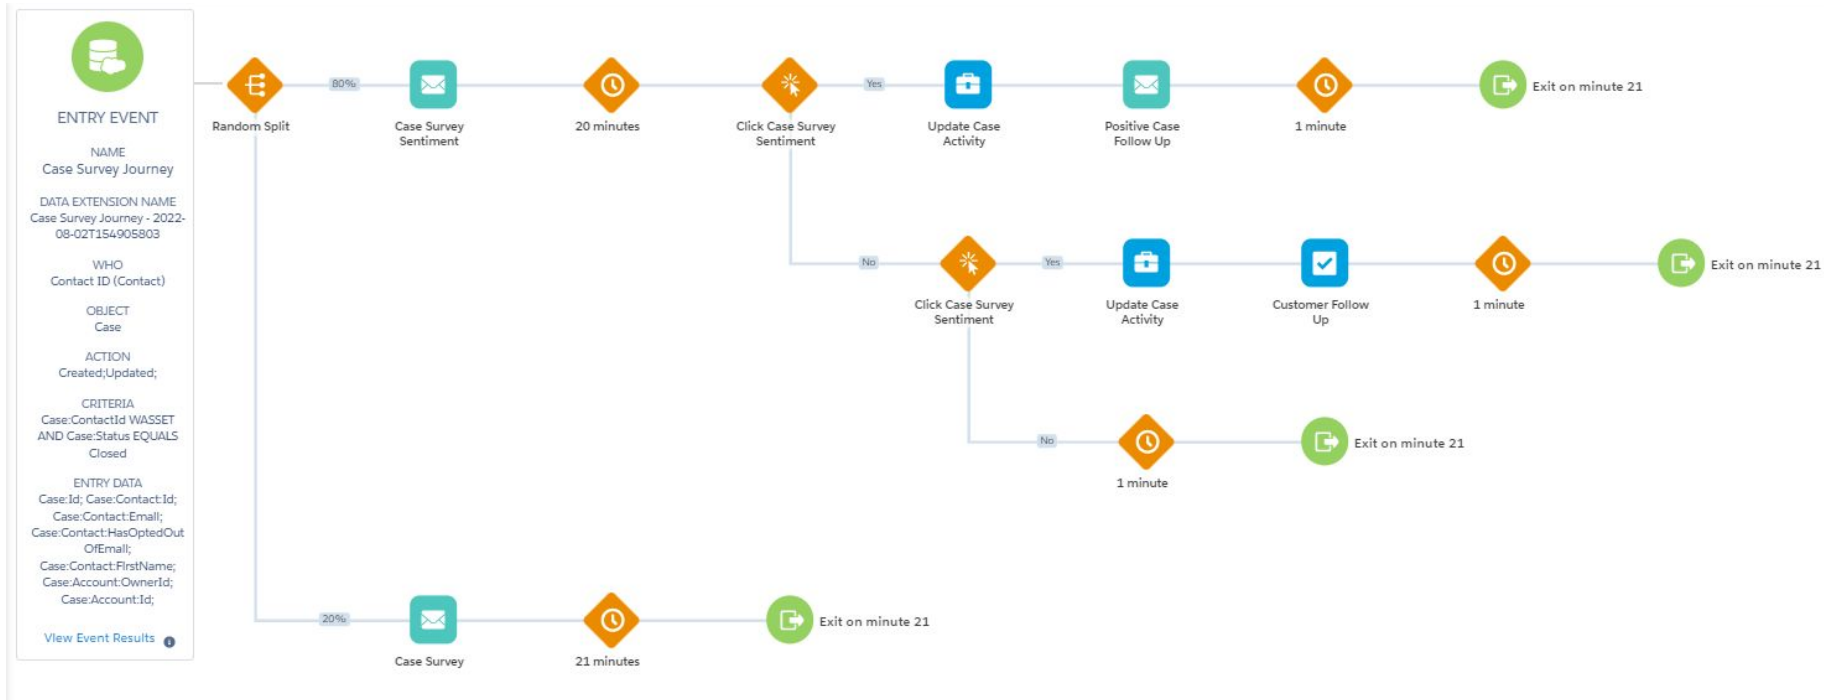 ENTRY EVENT
NAME
Case Survey Journey
DATA EXTENSION NAME
Case Survey Journey - 2022-
08-02T154905803
WHO
Contact ID (Contact)
OBJECT
Case
ACTION
Created;Updated;
CRITERIA
Case:ContactId WASSET
AND Case:Status EQUALS
Closed
ENTRY DATA
Case:Id; Case:Contact:Id;
Case:Contact:Email;
Case:Contact:HasOptedOut
OfEmail;
Case:Contact:FirstName;
Case:Account:OwnerId;
Case:Account:Id;
View Event Results
Random Split
80%
Case Survey
Sentiment
20 minutes
Click Case Survey
Sentiment
Yes
Update Case
Activity
Positive Case
Follow Up
1 minute
Exit on minute 21
No
Click Case Survey
Sentiment
Yes
Update Case
Activity
Customer Follow
Up
1 minute
Exit on minute 21
No
1 minute
Exit on minute 21
20%
Case Survey
21 minutes
Exit on minute 21